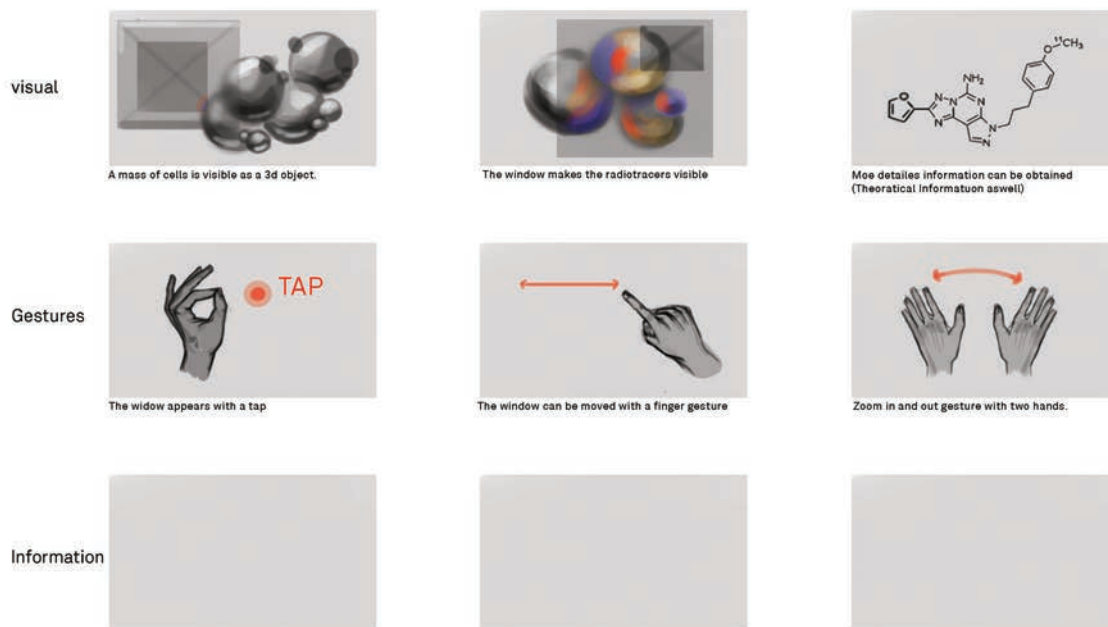 visual
¹¹CH₃
O
NH₂
O
N
N
N
N
N
N
N
A mass of cells is visible as a 3d object.
The window makes the radiotracers visible
Moe detailes information can be obtained
(Theoratical Informatuon aswell)
Gestures
TAP
The widow appears with a tap
The window can be moved with a finger gesture
Zoom in and out gesture with two hands.
Information